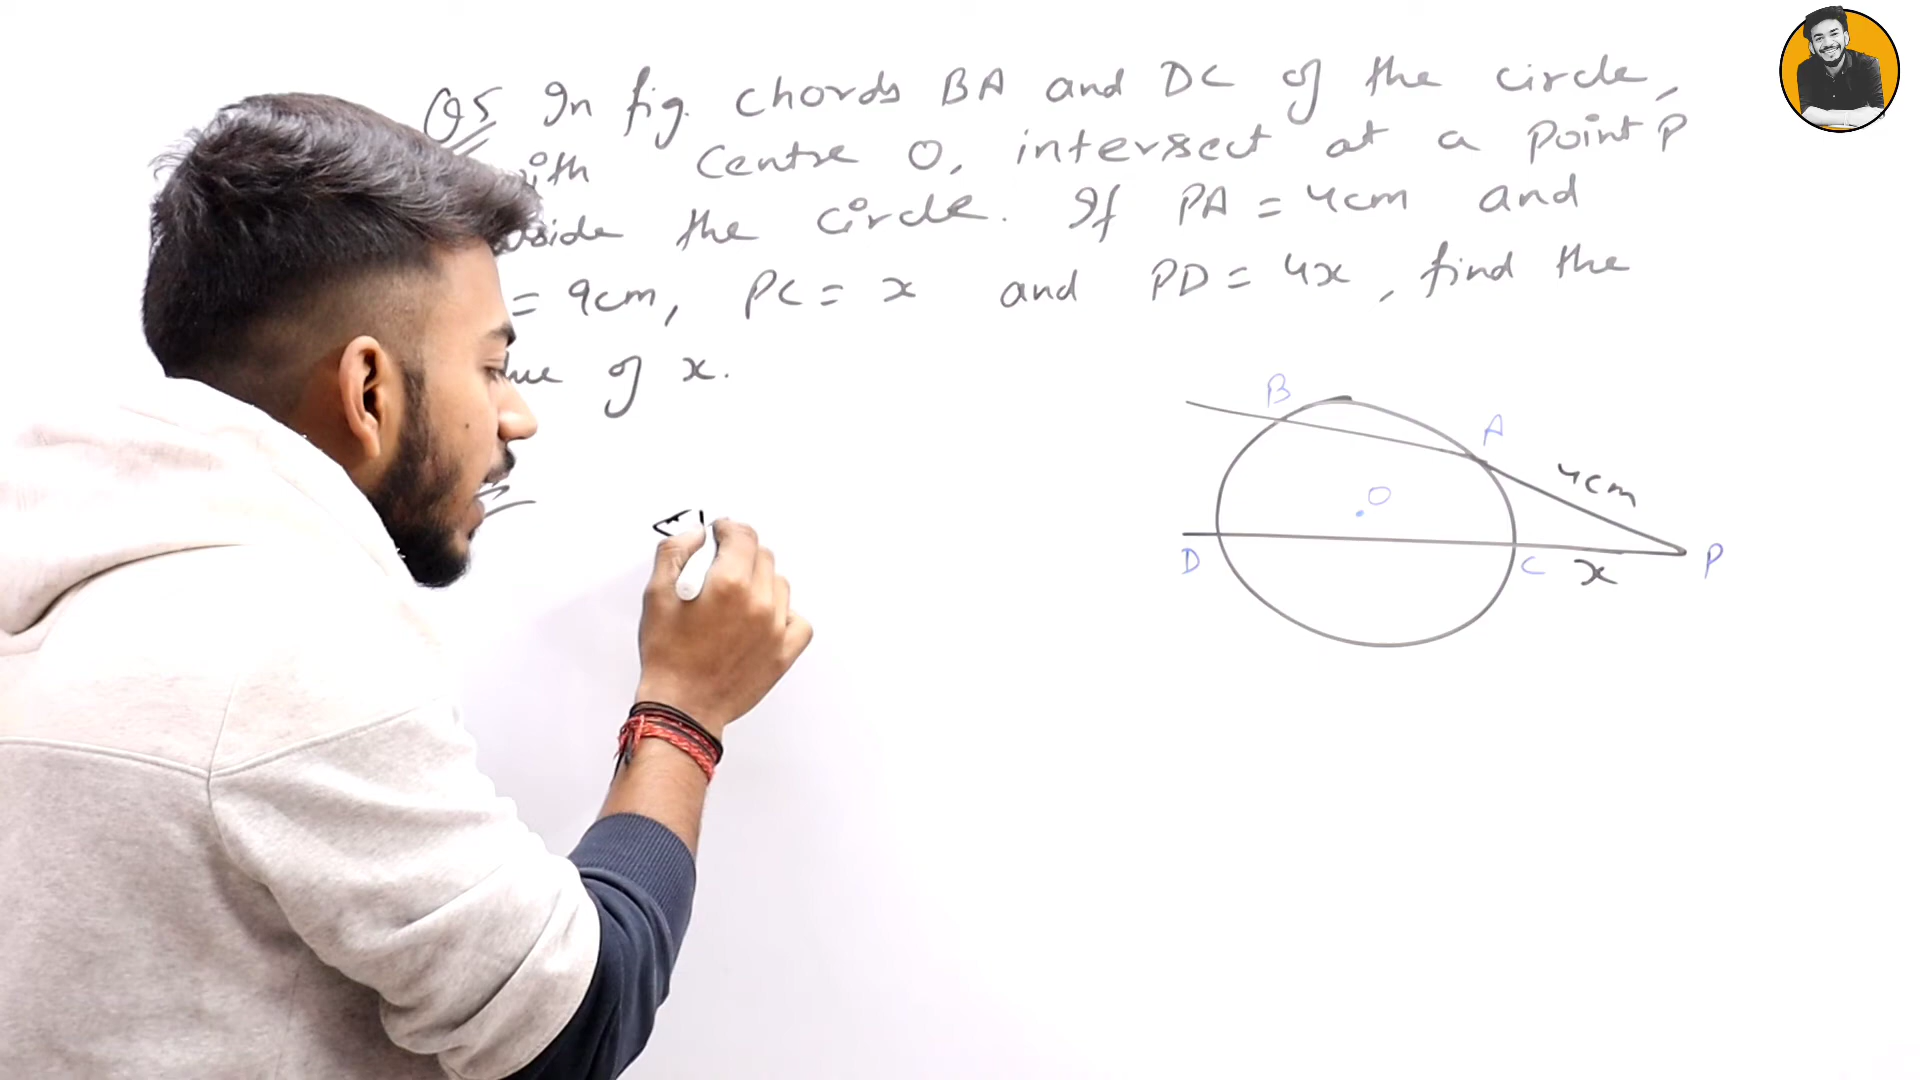 Q5 In fig. chords BA and DC of the circle,
with centre O, intersect at a point P
the circle. If PA = 4cm and
= 9cm, PC = x and PD = 4x, find the
of x.
B
A
4cm
O
D
C
x
P